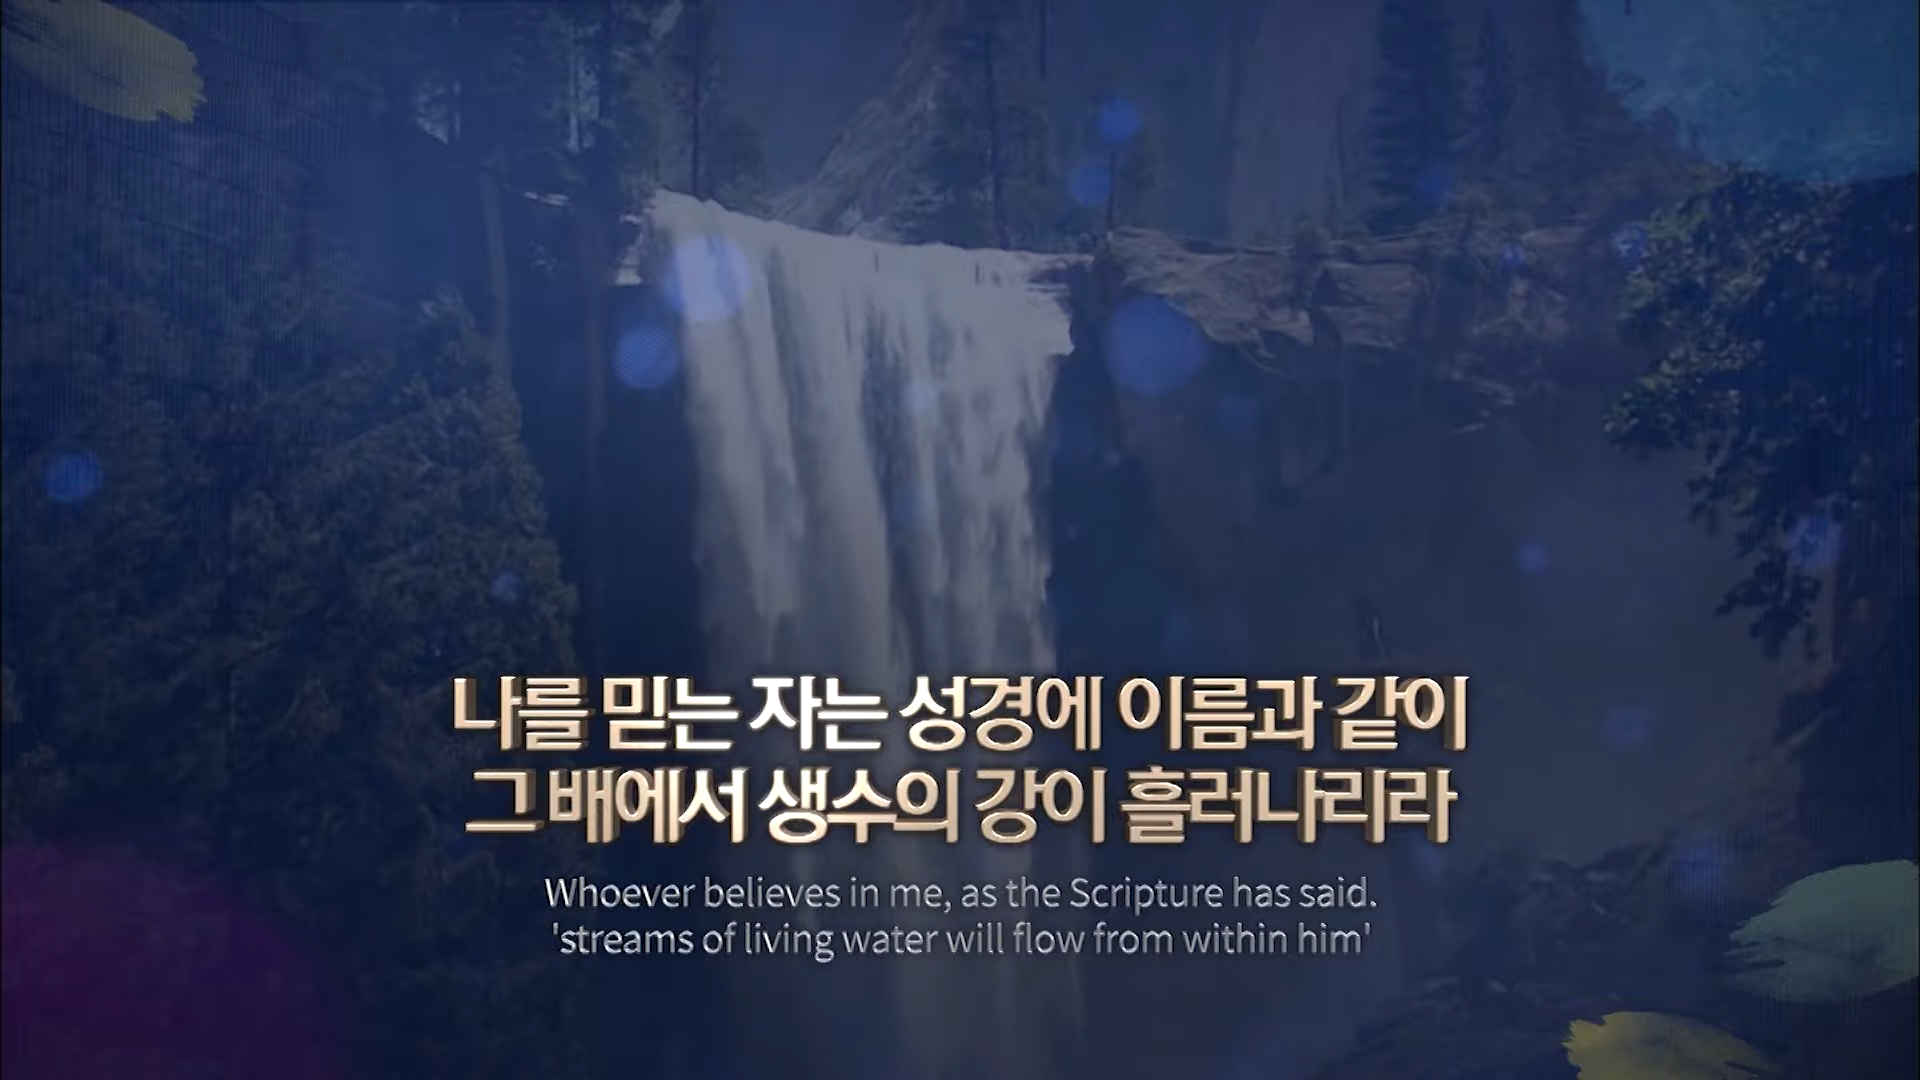 나를 믿는 자는 성경에 이름과 같이
그 배에서 생수의 강이 흘러나리라
Whoever believes in me, as the Scripture has said.
'streams of living water will flow from within him'